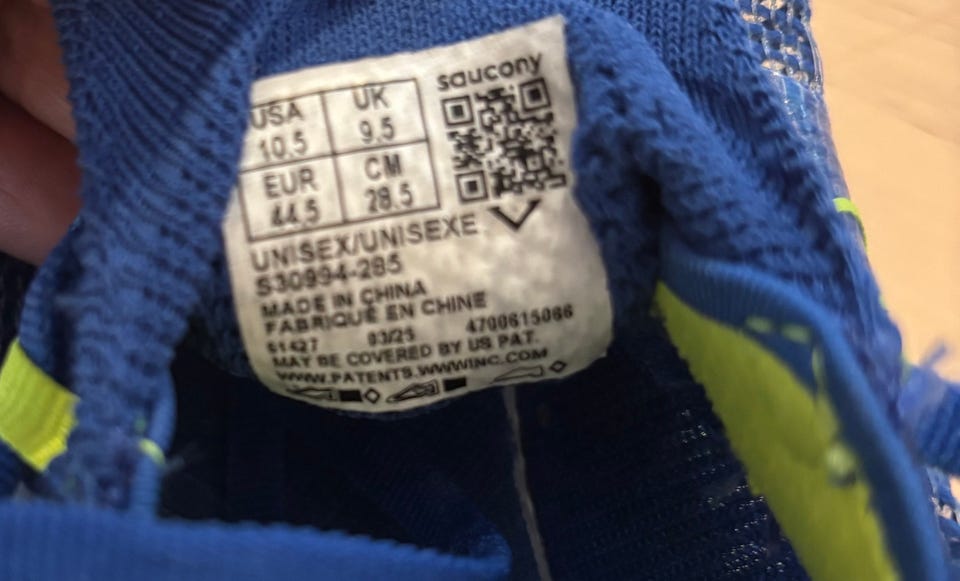 saucony
USA UK
10.5 9.5
EUR CM
44.5 28.5
UNISEX/UNISEXE
S30994-285
MADE IN CHINA
FABRIQUÉ EN CHINE
S1427 03/25 4700615066
MAY BE COVERED BY US PAT.
WWW.PATENTS.WWWINC.COM